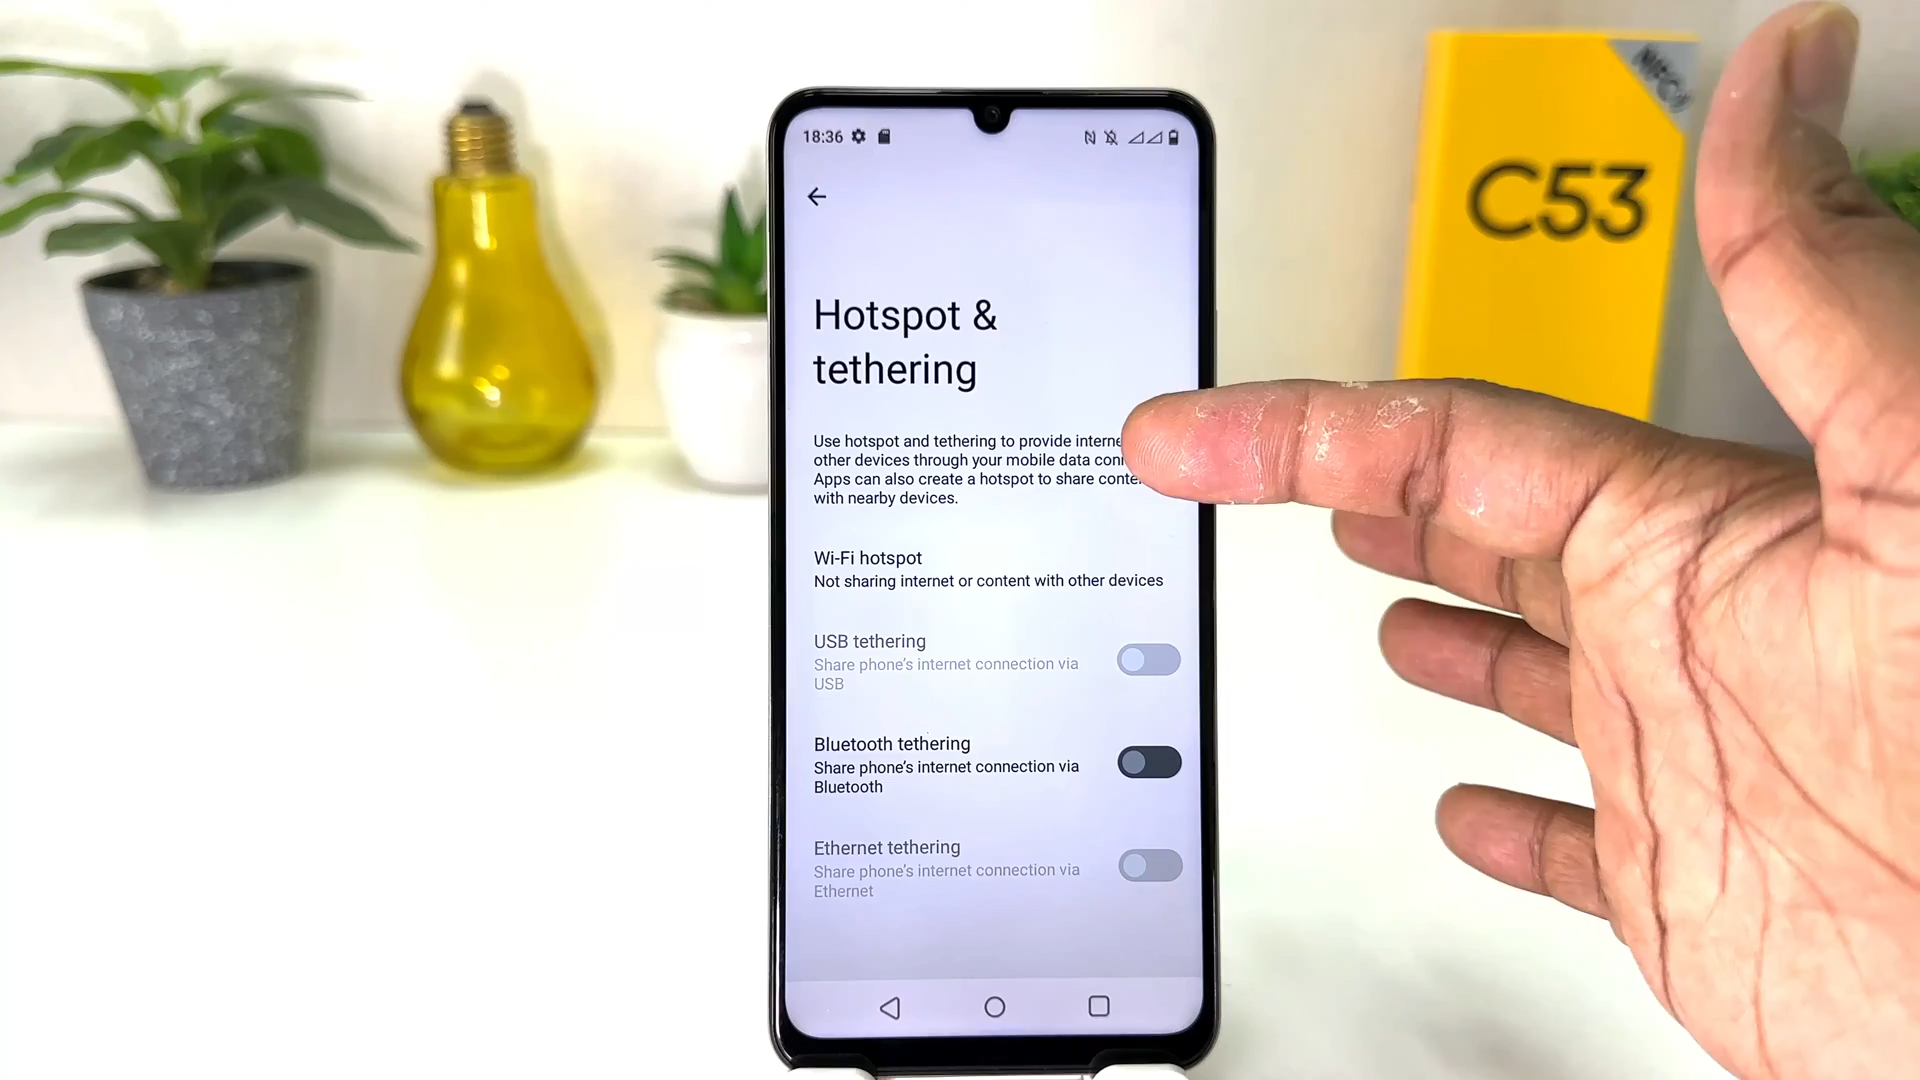 18:36
Hotspot &
tethering
Use hotspot and tethering to provide
other devices through your mobile data
Apps can also create a hotspot to share
with nearby devices.
Wi-Fi hotspot
Not sharing internet or content with other devices
USB tethering
Share phone's internet connection via
USB
Bluetooth tethering
Share phone's internet connection via
Bluetooth
Ethernet tethering
Share phone's internet connection via
Ethernet
C53